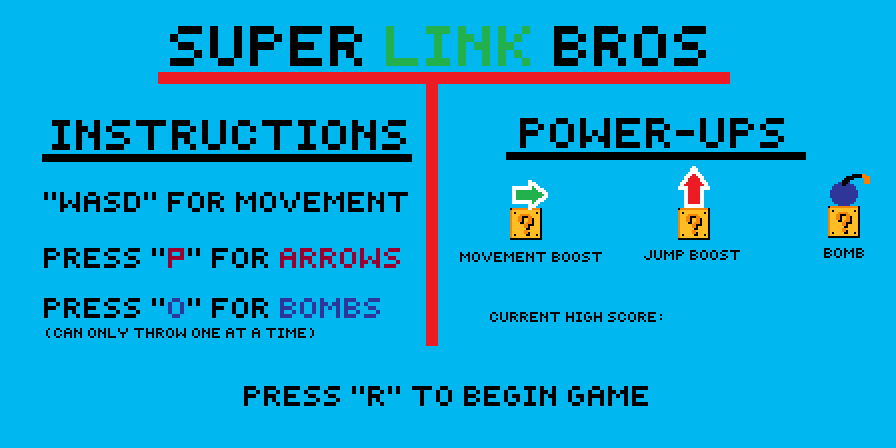 SUPER LINK BROS
INSTRUCTIONS
"WASD" FOR MOVEMENT
PRESS "P" FOR ARROWS
PRESS "O" FOR BOMBS
(CAN ONLY THROW ONE AT A TIME)
POWER-UPS
? ? ?
MOVEMENT BOOST JUMP BOOST BOMB
CURRENT HIGH SCORE:
PRESS "R" TO BEGIN GAME